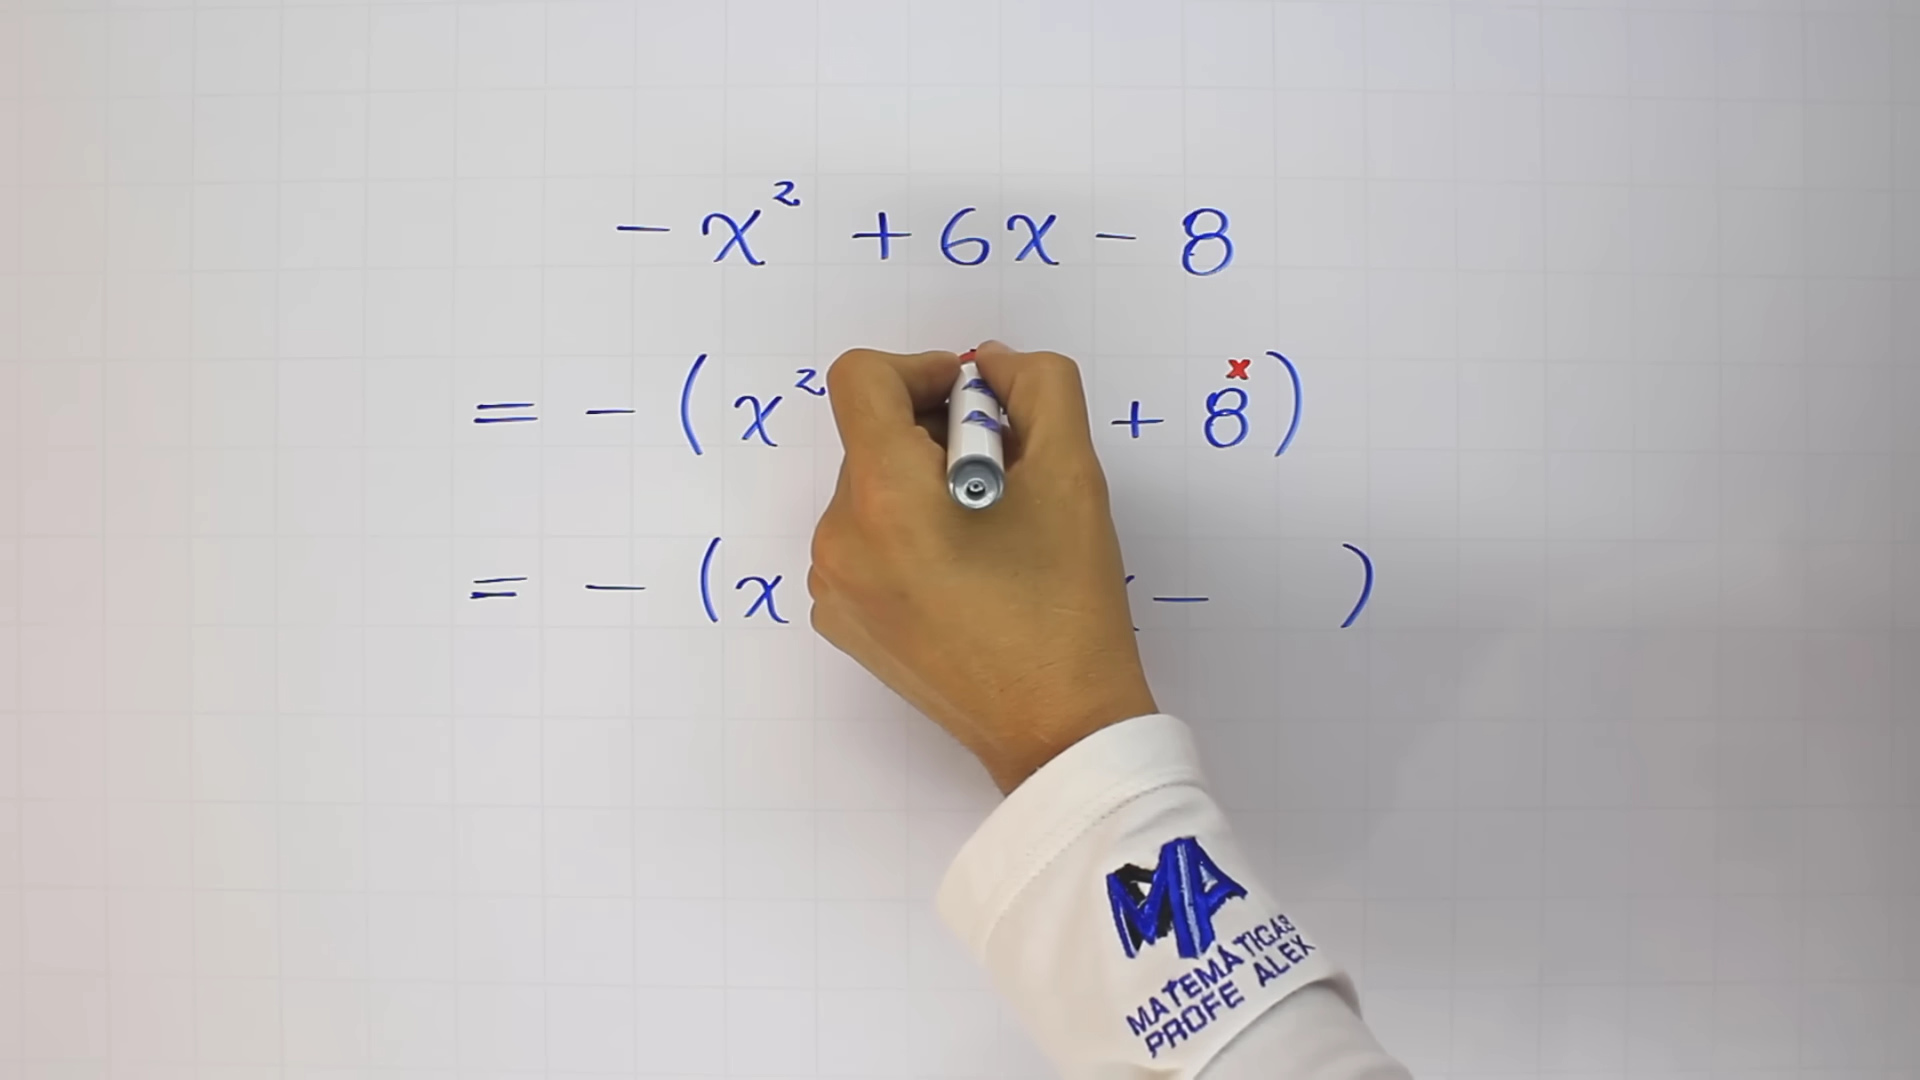 - x² + 6x - 8
= - (x² + 8)
x
= - (x - )
MA
MATEMÁTICAS
PROFE ALEX